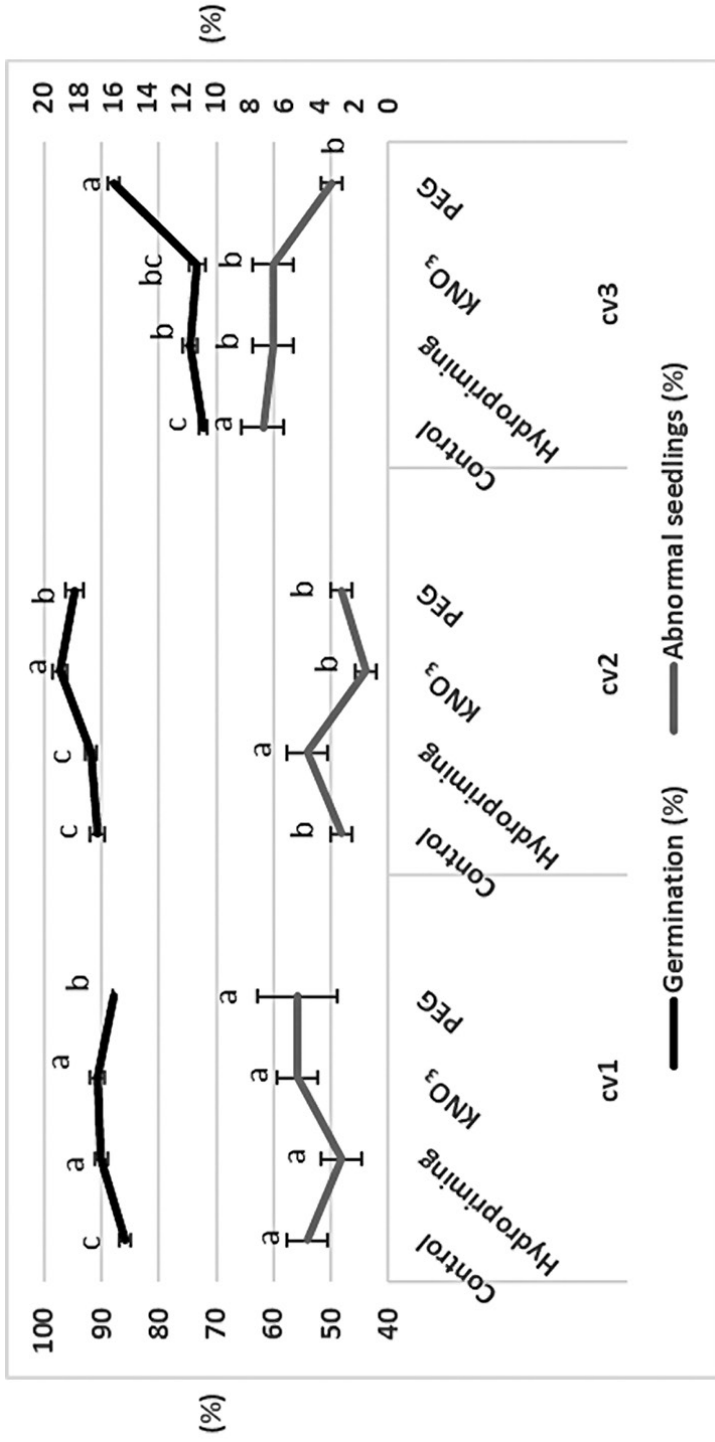 (%)
(%)
100
90
80
70
60
50
40
20
18
16
14
12
10
8
6
4
2
0
c
a
a
b
c
c
a
b
c
b
bc
a
a
a
a
a
b
a
b
b
a
b
b
b
Control
Hydropriming
KNO₃
PEG
Control
Hydropriming
KNO₃
PEG
Control
Hydropriming
KNO₃
PEG
cv1
cv2
cv3
Germination (%)
Abnormal seedlings (%)